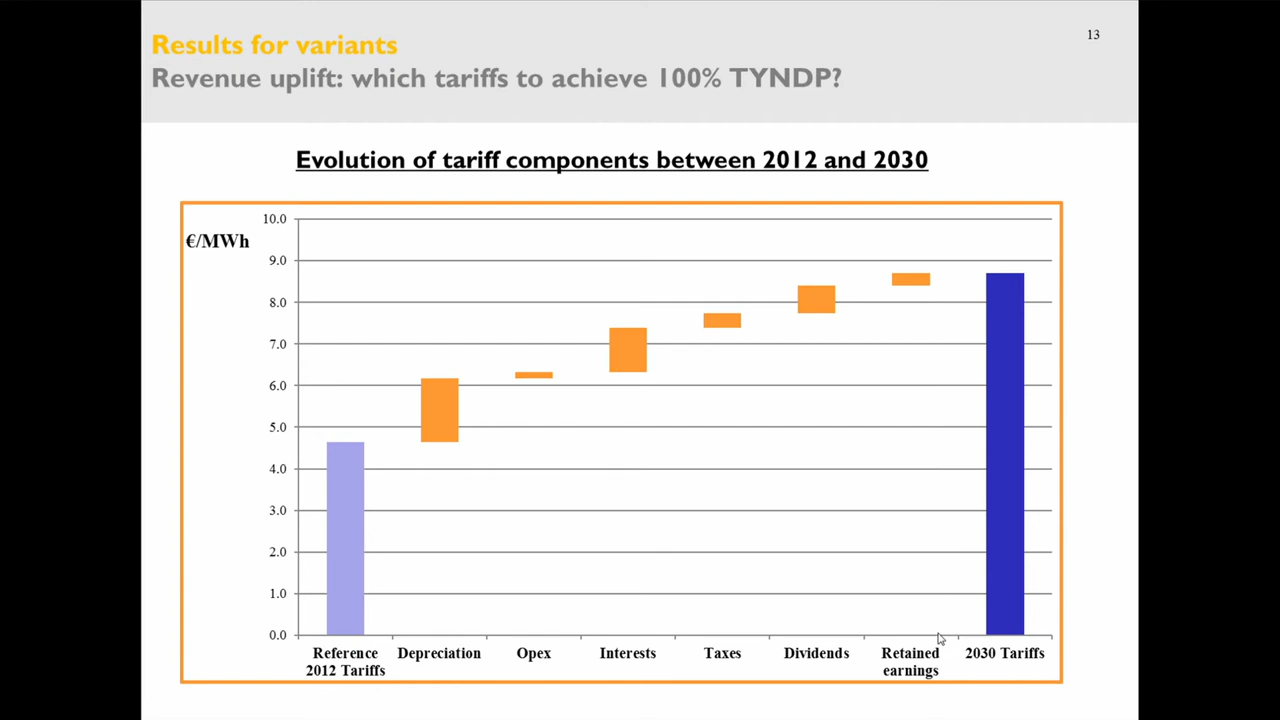 13
Results for variants
Revenue uplift: which tariffs to achieve 100% TYNDP?
Evolution of tariff components between 2012 and 2030
€/MWh
10.0
9.0
8.0
7.0
6.0
5.0
4.0
3.0
2.0
1.0
0.0
Reference
2012 Tariffs
Depreciation
Opex
Interests
Taxes
Dividends
Retained
earnings
2030 Tariffs